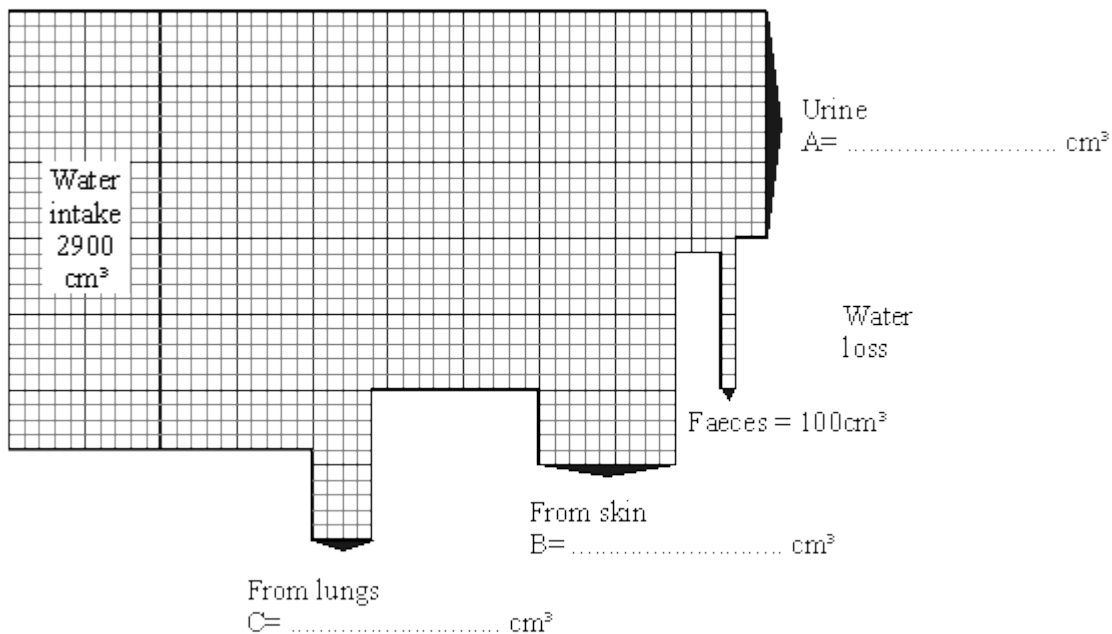 Water
intake
2900
cm³
Urine
A= ............................ cm³
Water
loss
Faeces = 100cm³
From skin
B= ............................ cm³
From lungs
C= ............................ cm³